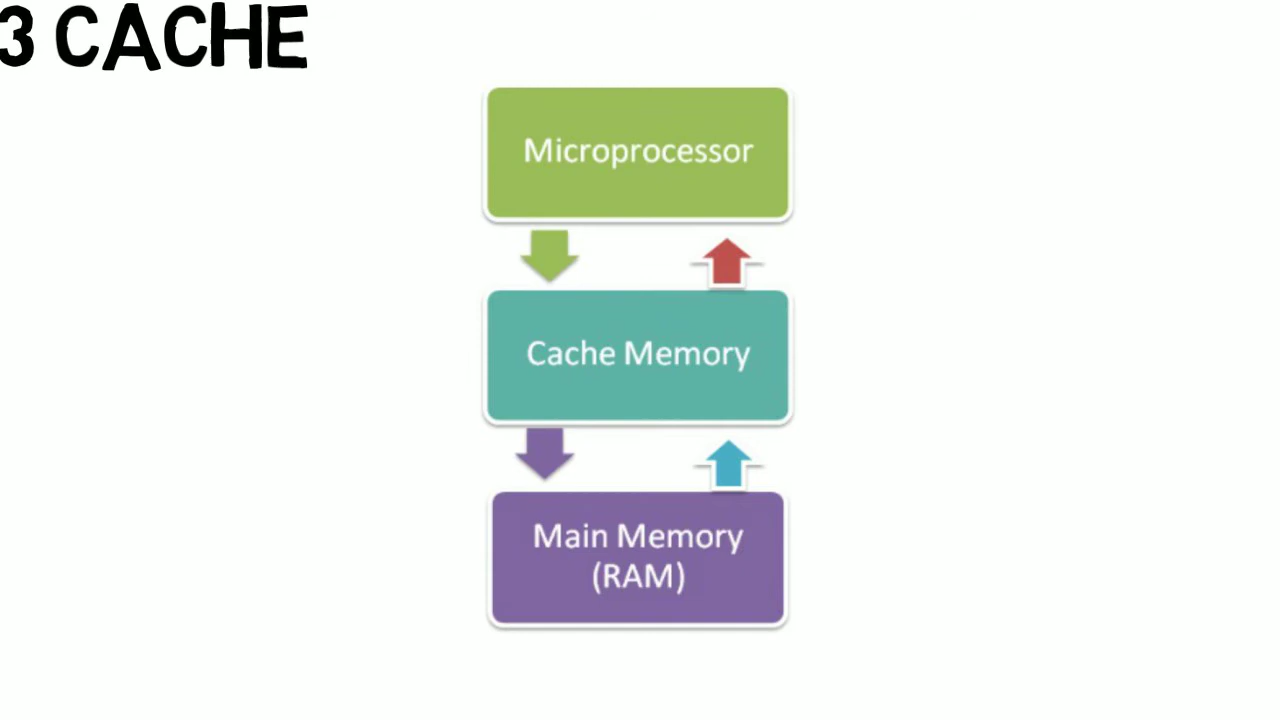 3 CACHE
Microprocessor
Cache Memory
Main Memory
(RAM)